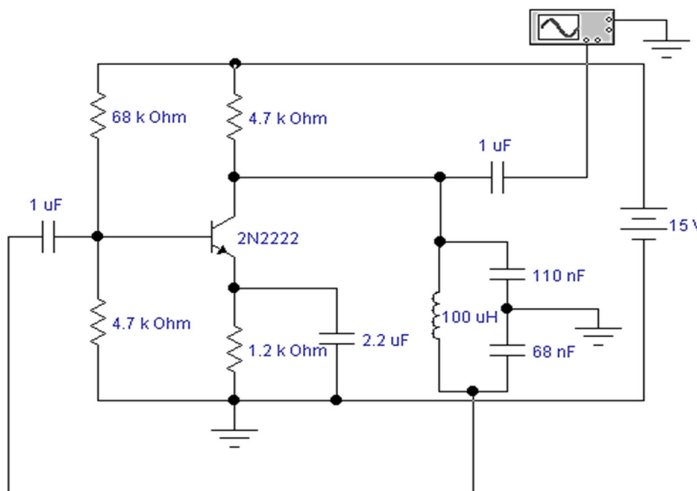 68 k Ohm
4.7 k Ohm
1 uF
1 uF
2N2222
15 V
110 nF
100 uH
4.7 k Ohm
1.2 k Ohm
2.2 uF
68 nF